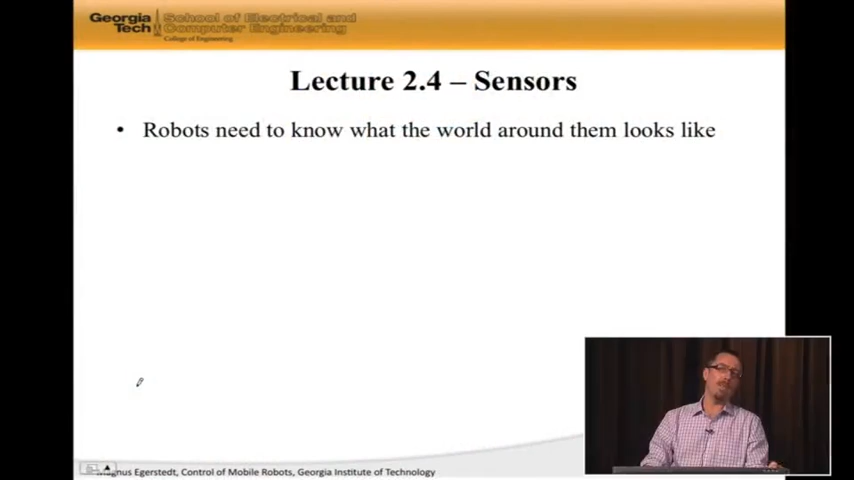 Georgia Tech
School of Electrical and Computer Engineering
College of Engineering
Lecture 2.4 – Sensors
• Robots need to know what the world around them looks like
Magnus Egerstedt, Control of Mobile Robots, Georgia Institute of Technology